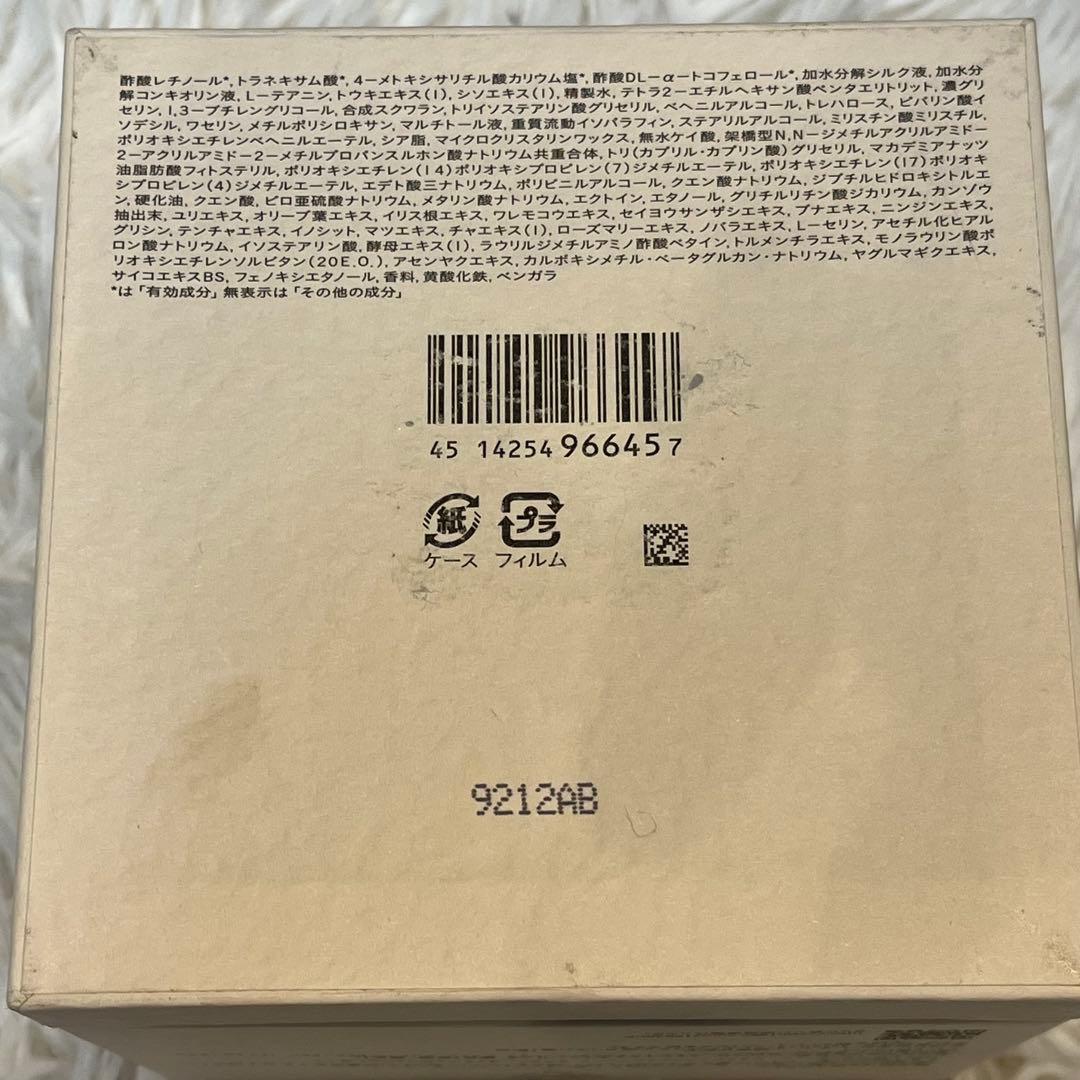 酢酸レチノール*,トラネキサム酸*,4ーメトキシサリチル酸カリウム塩*,酢酸DLーαートコフェロール*,加水分解シルク液,加水分
解コンキオリン液,Lーテアニン,トウキエキス(1),シソエキス(1),精製水,テトラ2ーエチルヘキサン酸ペンタエリトリット,濃グリ
セリン,1,3ーブチレングリコール,合成スクワラン,トリイソステアリン酸グリセリル,ベヘニルアルコール,トレハロース,ピバリン酸イ
ソデシル,ワセリン,メチルポリシロキサン,マルチトール液,重質流動イソパラフィン,ステアリルアルコール,ミリスチン酸ミリスチル,
ポリオキシエチレンベヘニルエーテル,シア脂,マイクロクリスタリンワックス,無水ケイ酸,架橋型N,Nージメチルアクリルアミドー
2ーアクリルアミドー2ーメチルプロパンスルホン酸ナトリウム共重合体,トリ(カプリル・カプリン酸)グリセリル,マカデミアナッツ
油脂肪酸フィトステリル,ポリオキシエチレン(14)ポリオキシプロピレン(7)ジメチルエーテル,ポリオキシエチレン(17)ポリオキ
シプロピレン(4)ジメチルエーテル,エデト酸三ナトリウム,ポリビニルアルコール,クエン酸ナトリウム,ジブチルヒドロキシトルエ
ン,硬化油,クエン酸,ピロ亜硫酸ナトリウム,メタリン酸ナトリウム,エクトイン,エタノール,グリチルリチン酸ジカリウム,カンゾウ
抽出末,ユリエキス,オリーブ葉エキス,イリス根エキス,ワレモコウエキス,セイヨウサンザシエキス,ブナエキス,ニンジンエキス,
グリシン,テンチャエキス,イノシット,マツエキス,チャエキス(1),ローズマリーエキス,ノバラエキス,Lーセリン,アセチル化ヒアル
ロン酸ナトリウム,イソステアリン酸,酵母エキス(1),ラウリルジメチルアミノ酢酸ベタイン,トルメンチラエキス,モノラウリン酸ポ
リオキシエチレンソルビタン(20E.O.),アセンヤクエキス,カルボキシメチル・ベータグルカン・ナトリウム,ヤグルマギクエキス,
サイコエキスBS,フェノキシエタノール,香料,黄酸化鉄,ベンガラ
*は「有効成分」無表示は「その他の成分」
45 14254 96645 7
紙 プラ
ケース フィルム
9212AB